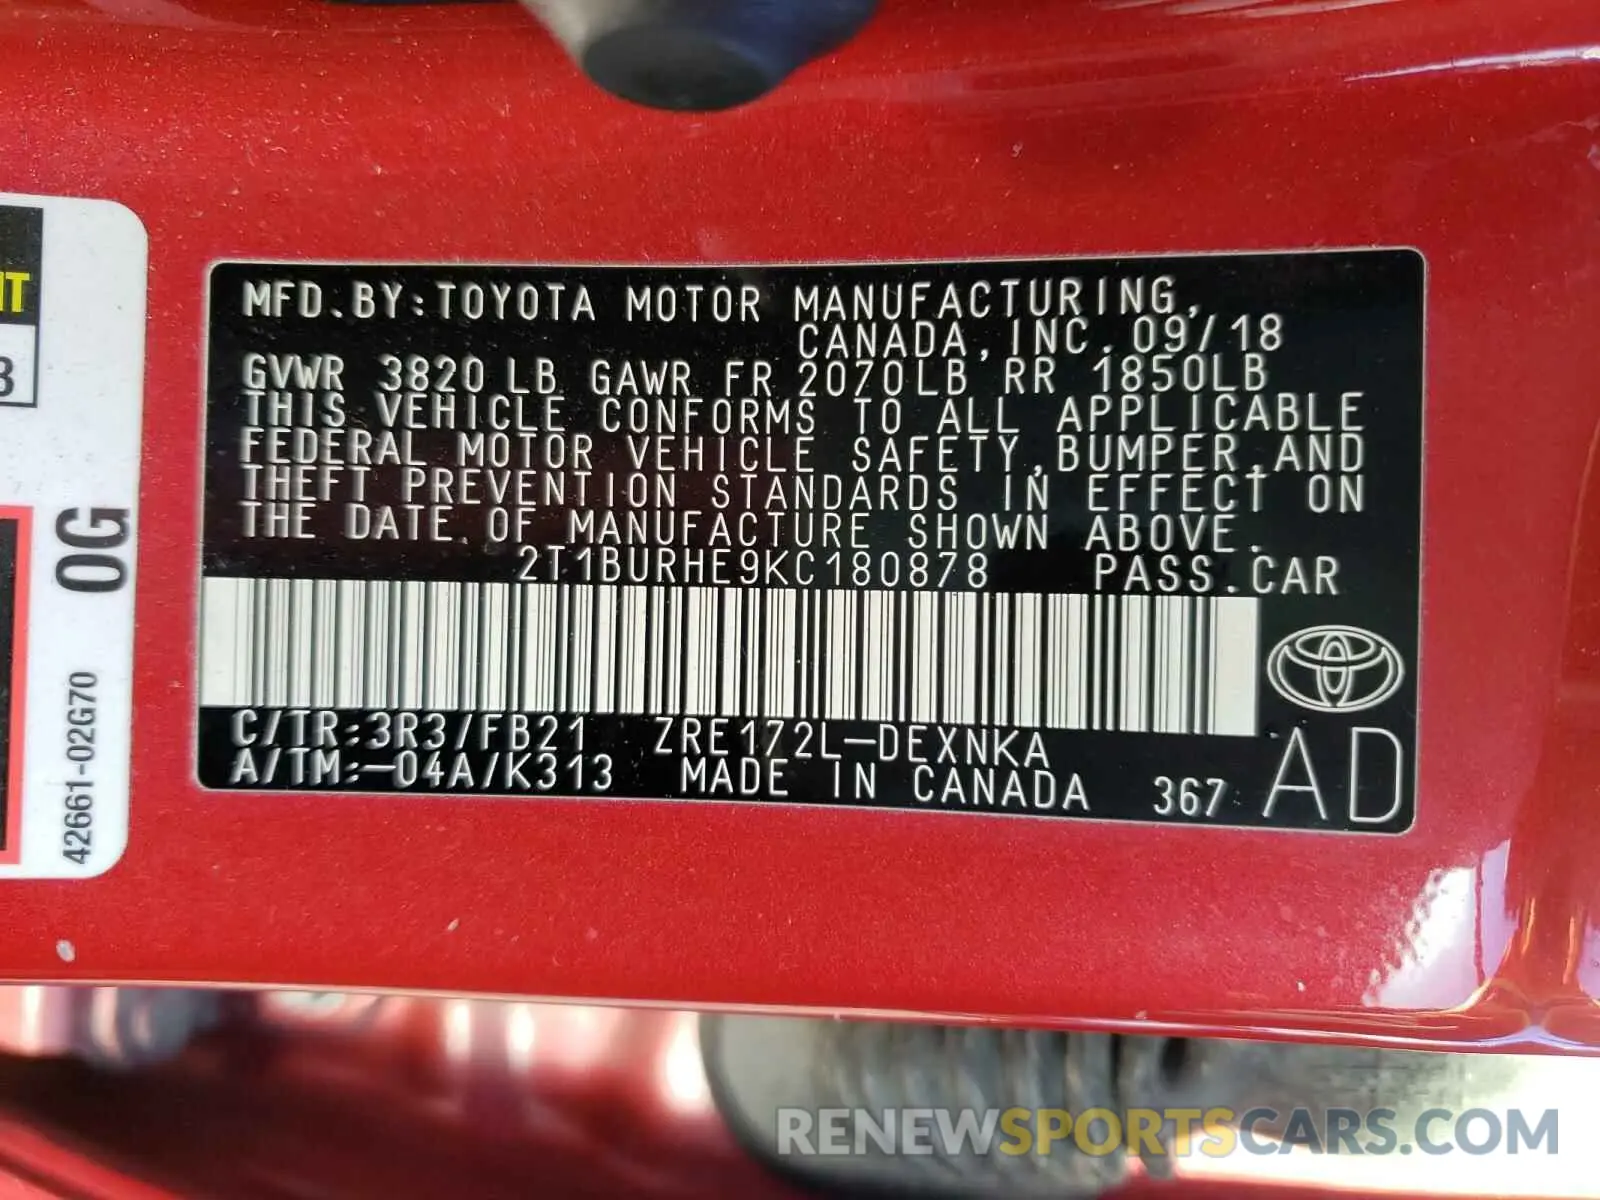 MFD.BY:TOYOTA MOTOR MANUFACTURING,
CANADA,INC.09/18
GVWR 3820 LB GAWR FR 2070LB RR 1850LB
THIS VEHICLE CONFORMS TO ALL APPLICABLE
FEDERAL MOTOR VEHICLE SAFETY,BUMPER,AND
THEFT PREVENTION STANDARDS IN EFFECT ON
THE DATE OF MANUFACTURE SHOWN ABOVE.
2T1BURHE9KC180878 PASS.CAR
C/TR:3R3/FB21 ZRE172L-DEXNKA
A/TM:-04A/K313 MADE IN CANADA 367 AD
0G
42661-02G70
RENEWSPORTSCARS.COM